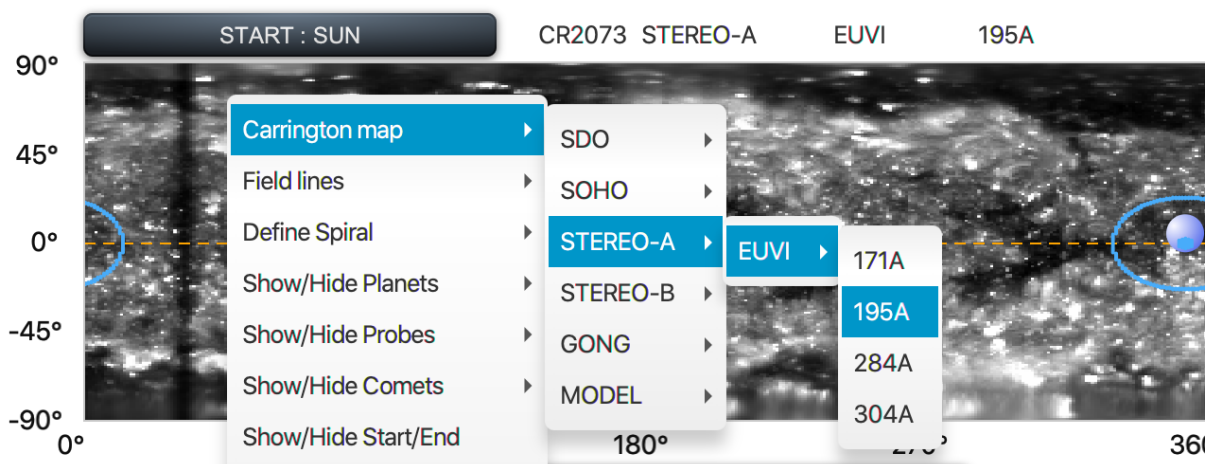 START : SUN
CR2073 STEREO-A EUVI 195A
90°
45°
0°
-45°
-90°
Carrington map
Field lines
Define Spiral
Show/Hide Planets
Show/Hide Probes
Show/Hide Comets
Show/Hide Start/End
SDO
SOHO
STEREO-A
STEREO-B
GONG
MODEL
EUVI
171A
195A
284A
304A
0°
180°